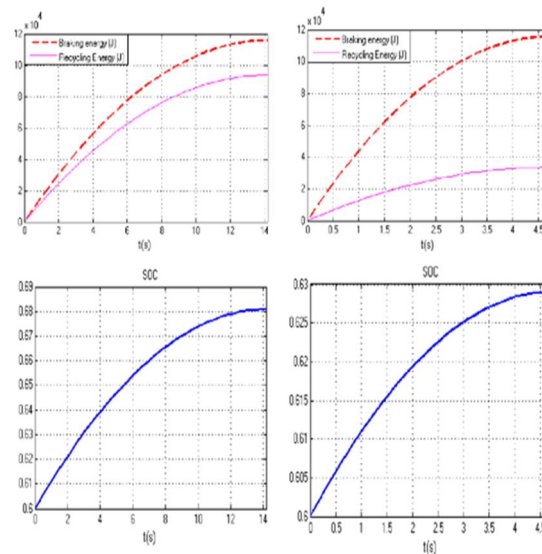 x 10⁴
12
10
8
6
4
2
0
Braking energy (J)
Recycling Energy (J)
0 2 4 6 8 10 12 14
t(s)
x 10⁴
12
10
8
6
4
2
0
Braking energy (J)
Recycling Energy (J)
0 0.5 1 1.5 2 2.5 3 3.5 4 4.5
t(s)
SOC
0.69
0.68
0.67
0.66
0.65
0.64
0.63
0.62
0.61
0.6
0 2 4 6 8 10 12 14
t(s)
SOC
0.63
0.625
0.62
0.615
0.61
0.605
0.6
0 0.5 1 1.5 2 2.5 3 3.5 4 4.5
t(s)